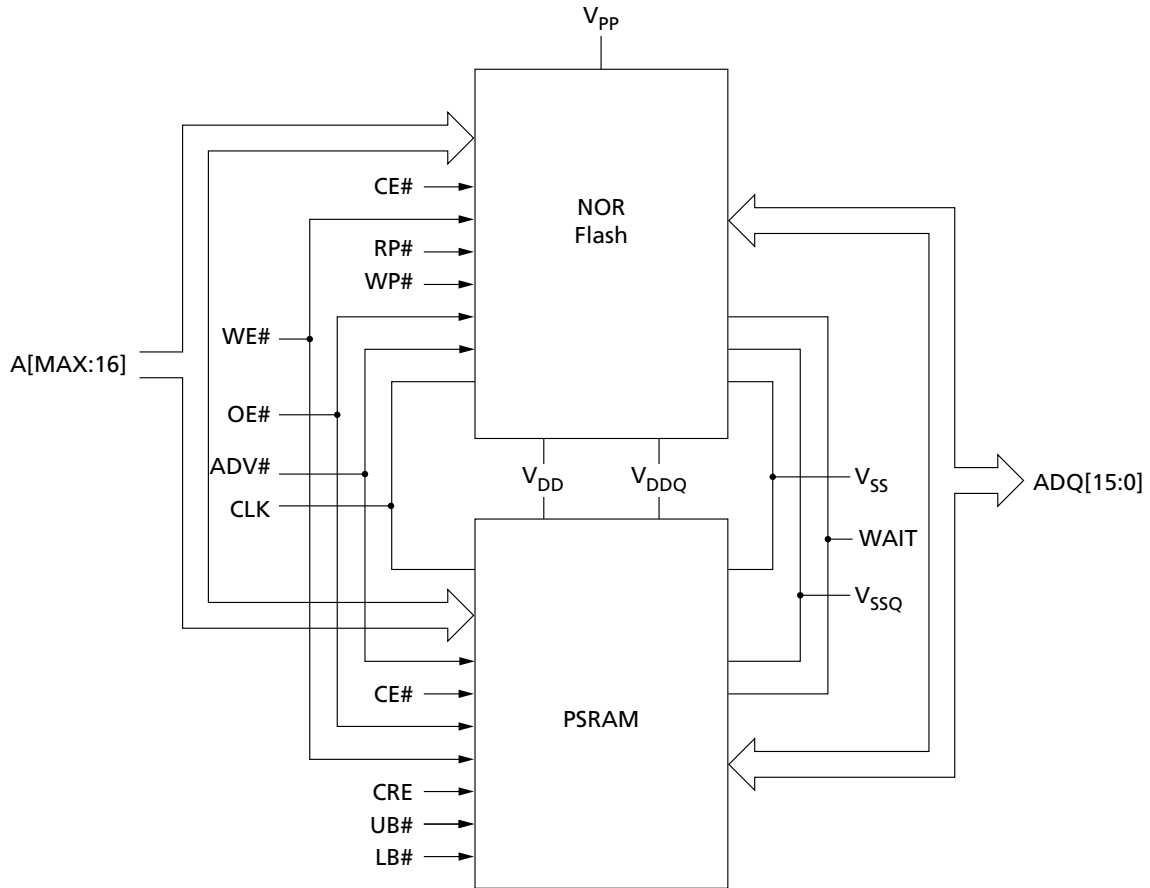 VPP
CE#
NOR
Flash
RP#
WP#
WE#
A[MAX:16]
OE#
ADV#
VDD
VDDQ
VSS
ADQ[15:0]
CLK
WAIT
VSSQ
CE#
PSRAM
CRE
UB#
LB#